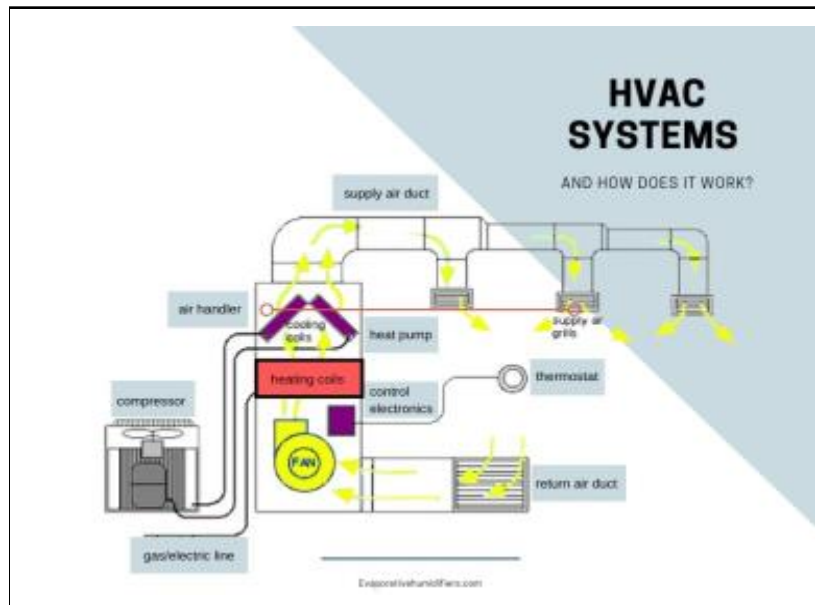 HVAC
SYSTEMS
AND HOW DOES IT WORK?
supply air duct
air handler
cooling
coils
heat pump
supply air
grills
heating coils
thermostat
control
electronics
compressor
FAN
return air duct
gas/electric line
Evaporativehumidifiers.com